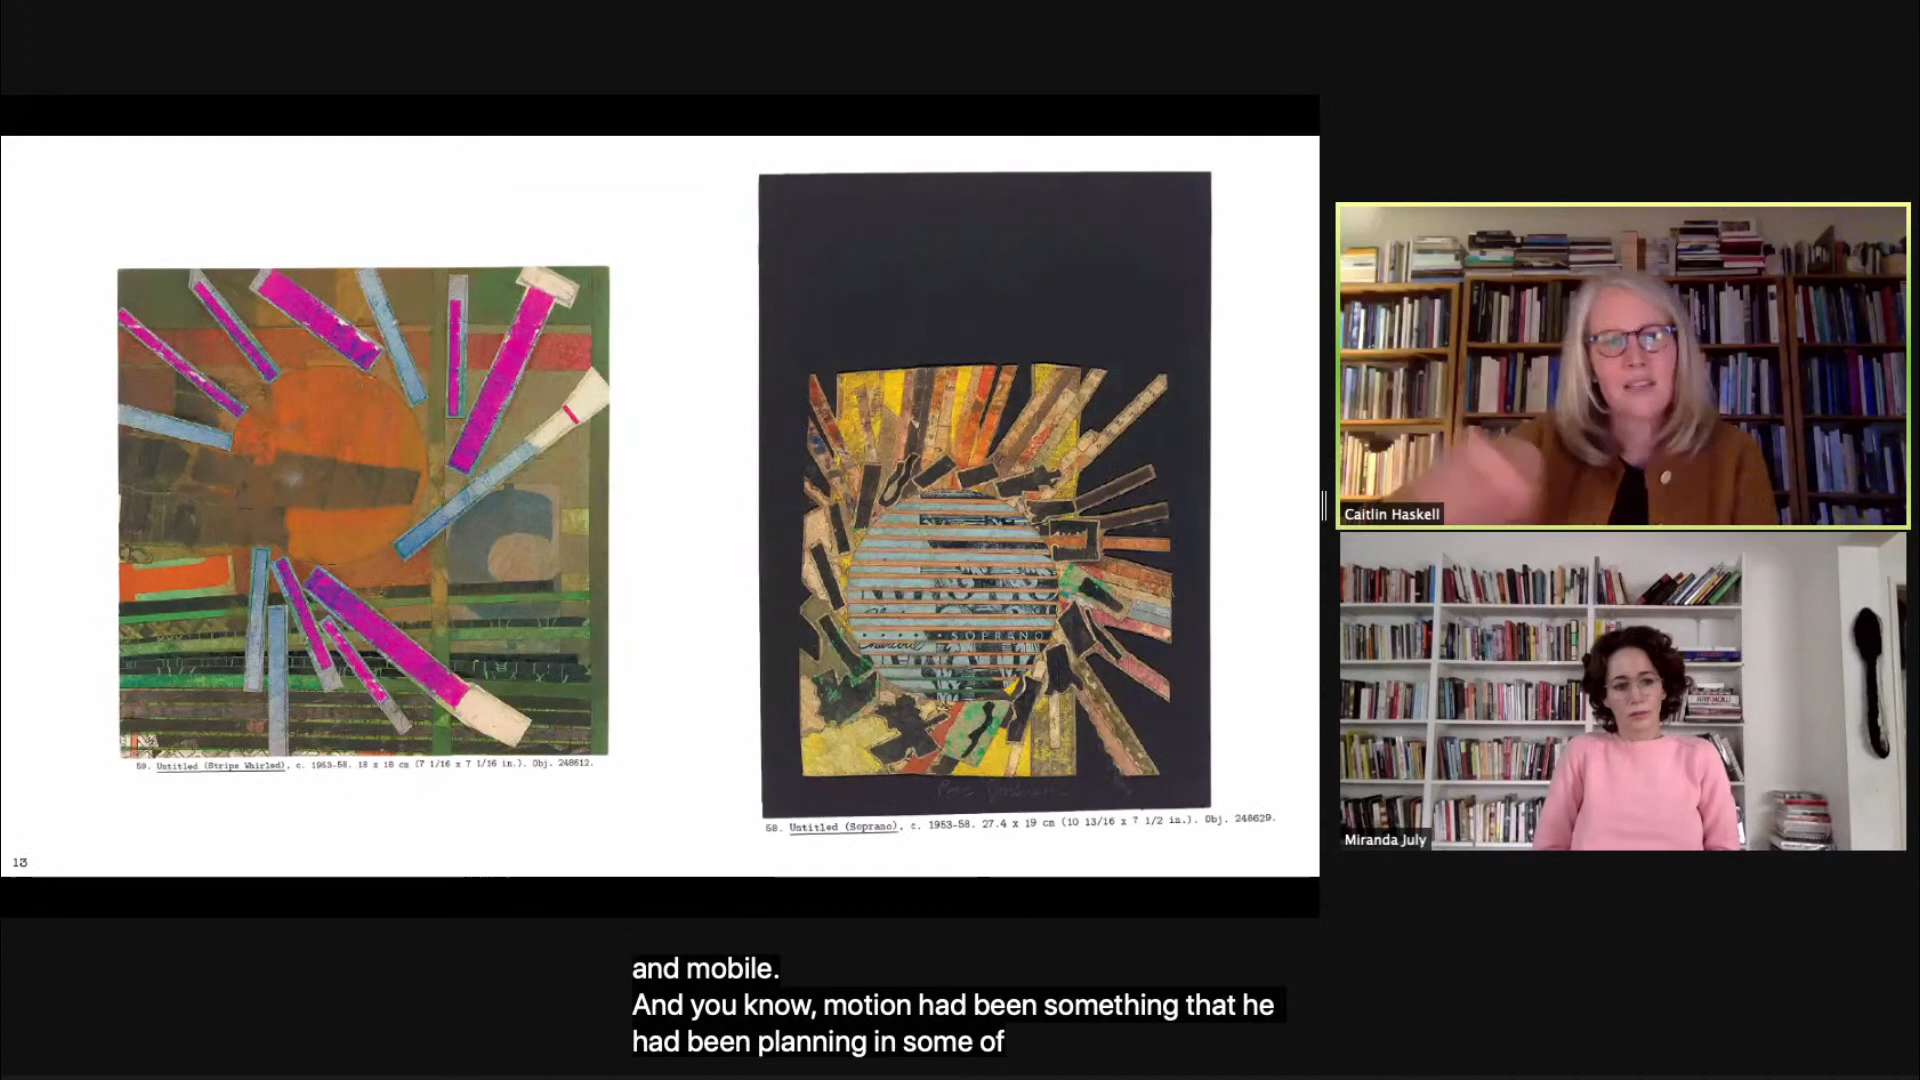 59. Untitled (Stripe Whirled), c. 1953-58. 18 x 18 cm (7 1/16 x 7 1/16 in.). Obj. 248612.
SOPRANO
58. Untitled (Soprano), c. 1953-58. 27.4 x 19 cm (10 13/16 x 7 1/2 in.). Obj. 248629.
13
Caitlin Haskell
Miranda July
and mobile.
And you know, motion had been something that he
had been planning in some of